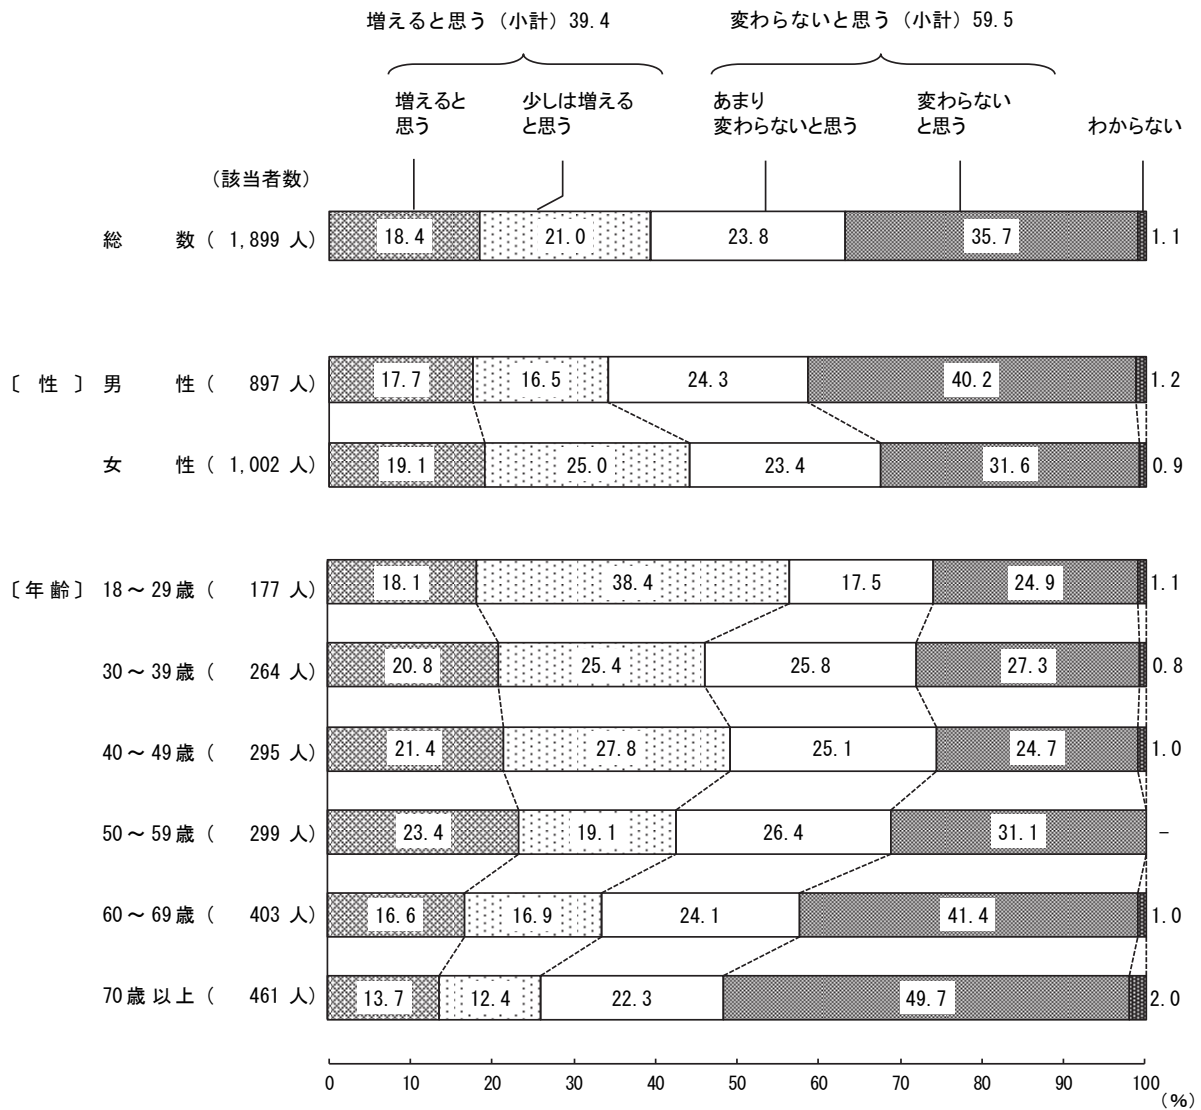 増えると思う（小計）39.4 変わらないと思う（小計）59.5
増えると
思う
少しは増える
と思う
あまり
変わらないと思う
変わらない
と思う
わからない
（該当者数）
総 数（ 1,899 人） 18.4 21.0 23.8 35.7 1.1
〔 性 〕 男 性（ 897 人） 17.7 16.5 24.3 40.2 1.2
女 性（ 1,002 人） 19.1 25.0 23.4 31.6 0.9
〔年齢〕 18～29歳（ 177 人） 18.1 38.4 17.5 24.9 1.1
30～39歳（ 264 人） 20.8 25.4 25.8 27.3 0.8
40～49歳（ 295 人） 21.4 27.8 25.1 24.7 1.0
50～59歳（ 299 人） 23.4 19.1 26.4 31.1 －
60～69歳（ 403 人） 16.6 16.9 24.1 41.4 1.0
70歳以上（ 461 人） 13.7 12.4 22.3 49.7 2.0
0 10 20 30 40 50 60 70 80 90 100
（％）